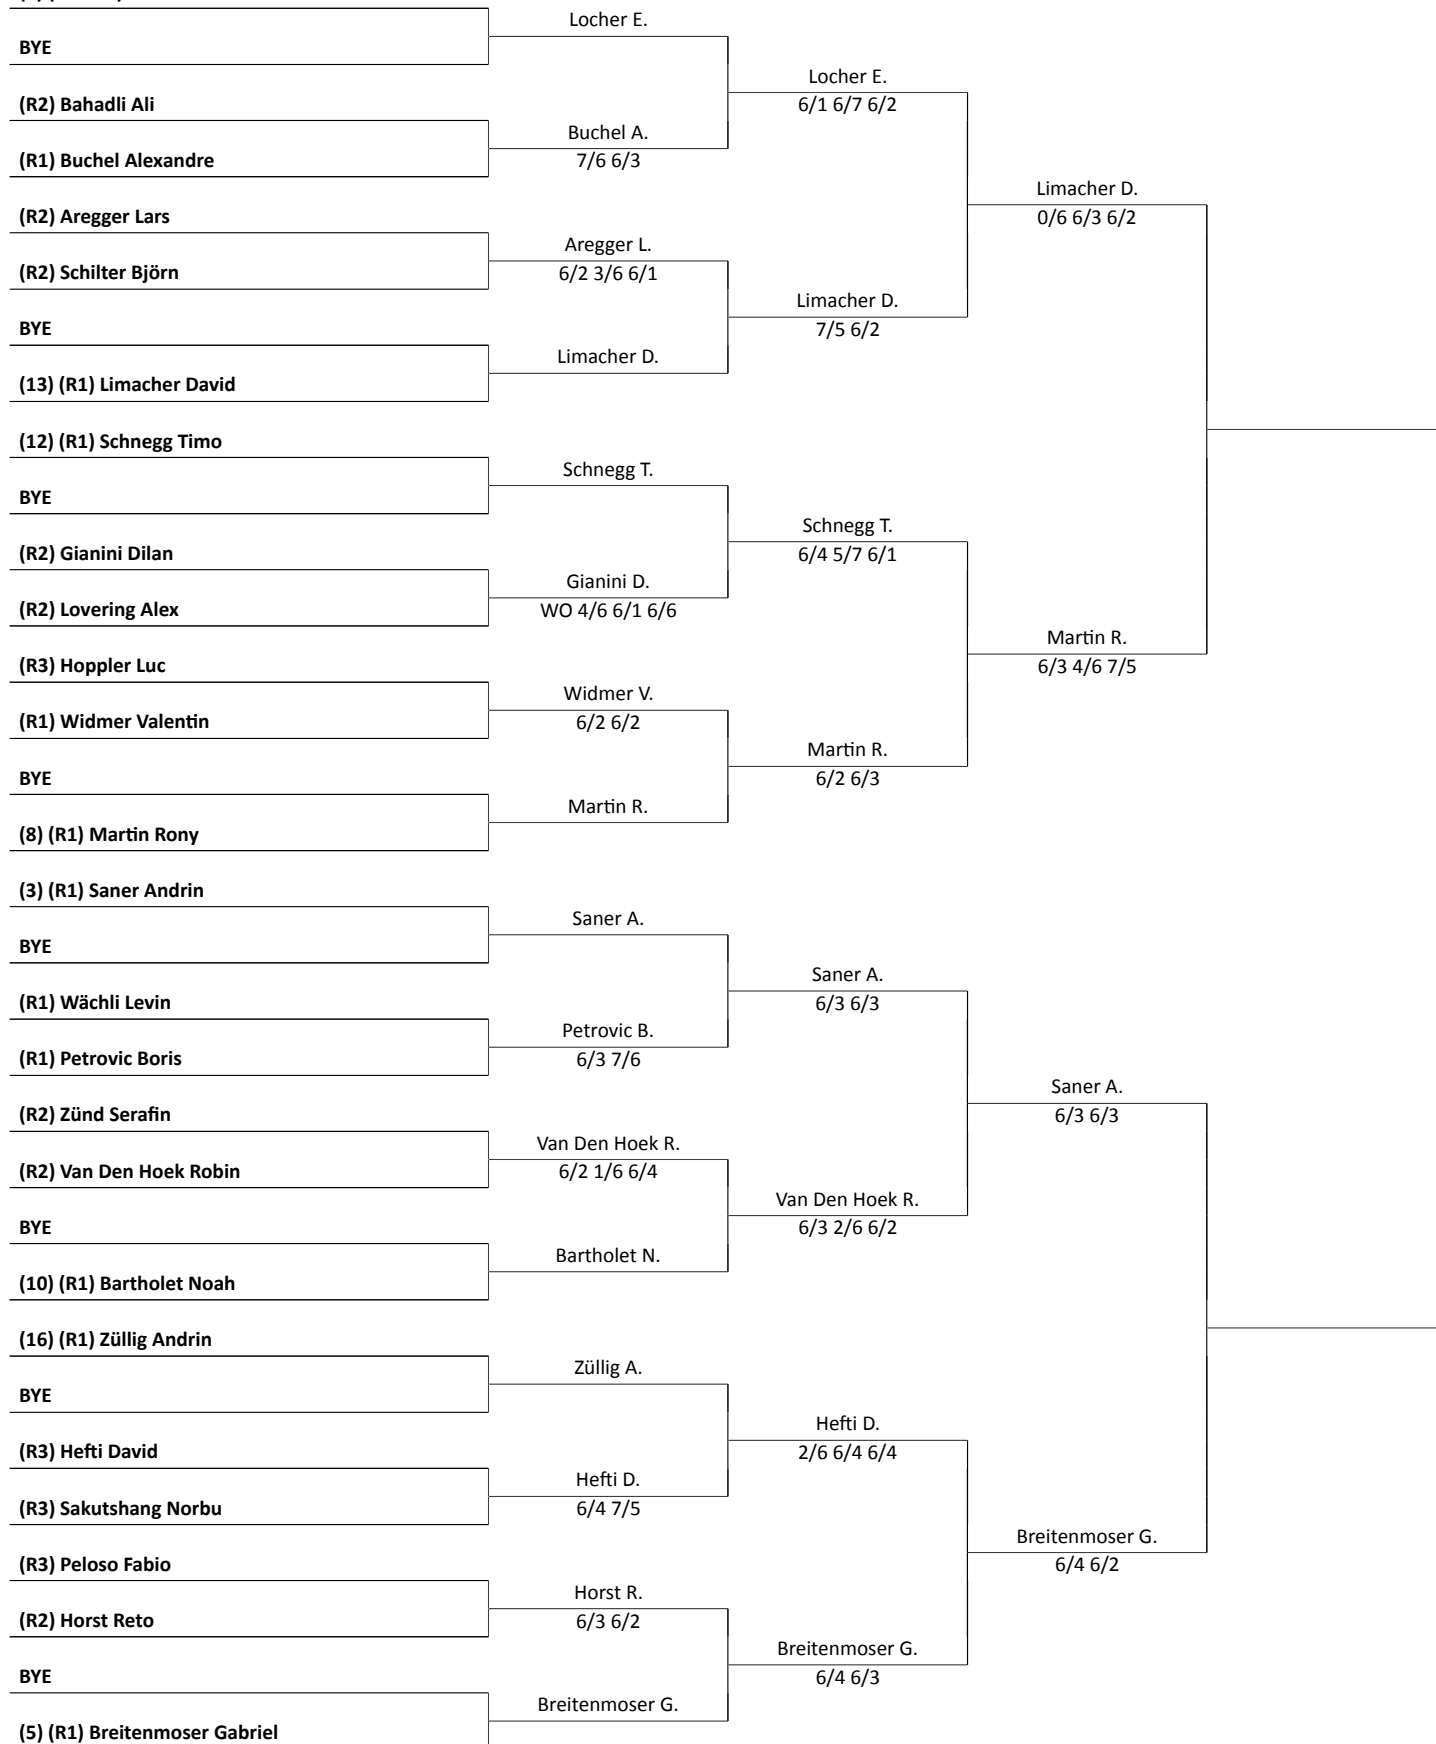 Locher E.
BYE
Locher E.
(R2) Bahadli Ali
6/1 6/7 6/2
Buchel A.
(R1) Buchel Alexandre
7/6 6/3
Limacher D.
(R2) Aregger Lars
0/6 6/3 6/2
Aregger L.
(R2) Schilter Björn
6/2 3/6 6/1
Limacher D.
BYE
7/5 6/2
Limacher D.
(13) (R1) Limacher David
(12) (R1) Schnegg Timo
Schnegg T.
BYE
Schnegg T.
(R2) Gianini Dilan
6/4 5/7 6/1
Gianini D.
(R2) Lovering Alex
WO 4/6 6/1 6/6
Martin R.
(R3) Hoppler Luc
6/3 4/6 7/5
Widmer V.
(R1) Widmer Valentin
6/2 6/2
Martin R.
BYE
6/2 6/3
Martin R.
(8) (R1) Martin Rony
(3) (R1) Saner Andrin
Saner A.
BYE
Saner A.
(R1) Wächli Levin
6/3 6/3
Petrovic B.
(R1) Petrovic Boris
6/3 7/6
Saner A.
(R2) Zünd Serafin
6/3 6/3
Van Den Hoek R.
(R2) Van Den Hoek Robin
6/2 1/6 6/4
Van Den Hoek R.
BYE
6/3 2/6 6/2
Bartholet N.
(10) (R1) Bartholet Noah
(16) (R1) Züllig Andrin
Züllig A.
BYE
Hefti D.
(R3) Hefti David
2/6 6/4 6/4
Hefti D.
(R3) Sakutshang Norbu
6/4 7/5
Breitenmoser G.
(R3) Peloso Fabio
6/4 6/2
Horst R.
(R2) Horst Reto
6/3 6/2
Breitenmoser G.
BYE
6/4 6/3
Breitenmoser G.
(5) (R1) Breitenmoser Gabriel